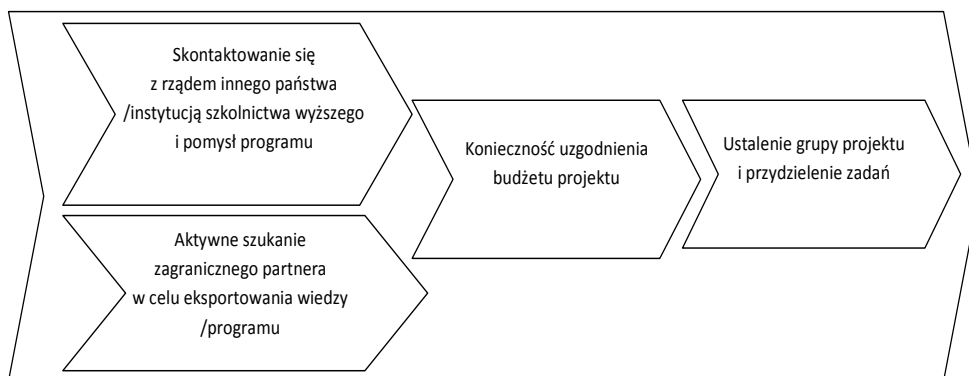 Skontaktowanie się
z rządem innego państwa
/instytucją szkolnictwa wyższego
i pomysł programu
Aktywne szukanie
zagranicznego partnera
w celu eksportowania wiedzy
/programu
Konieczność uzgodnienia
budżetu projektu
Ustalenie grupy projektu
i przydzielenie zadań